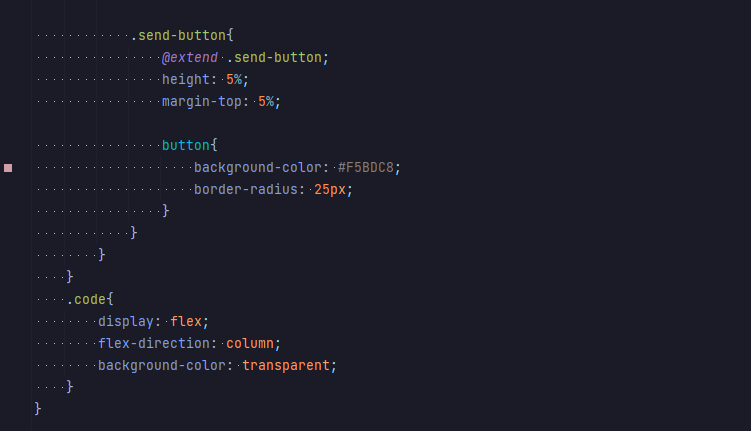 .send-button{
@extend .send-button;
height: 5%;
margin-top: 5%;
button{
background-color: #F5BDC8;
border-radius: 25px;
}
}
}
}
.code{
display: flex;
flex-direction: column;
background-color: transparent;
}
}